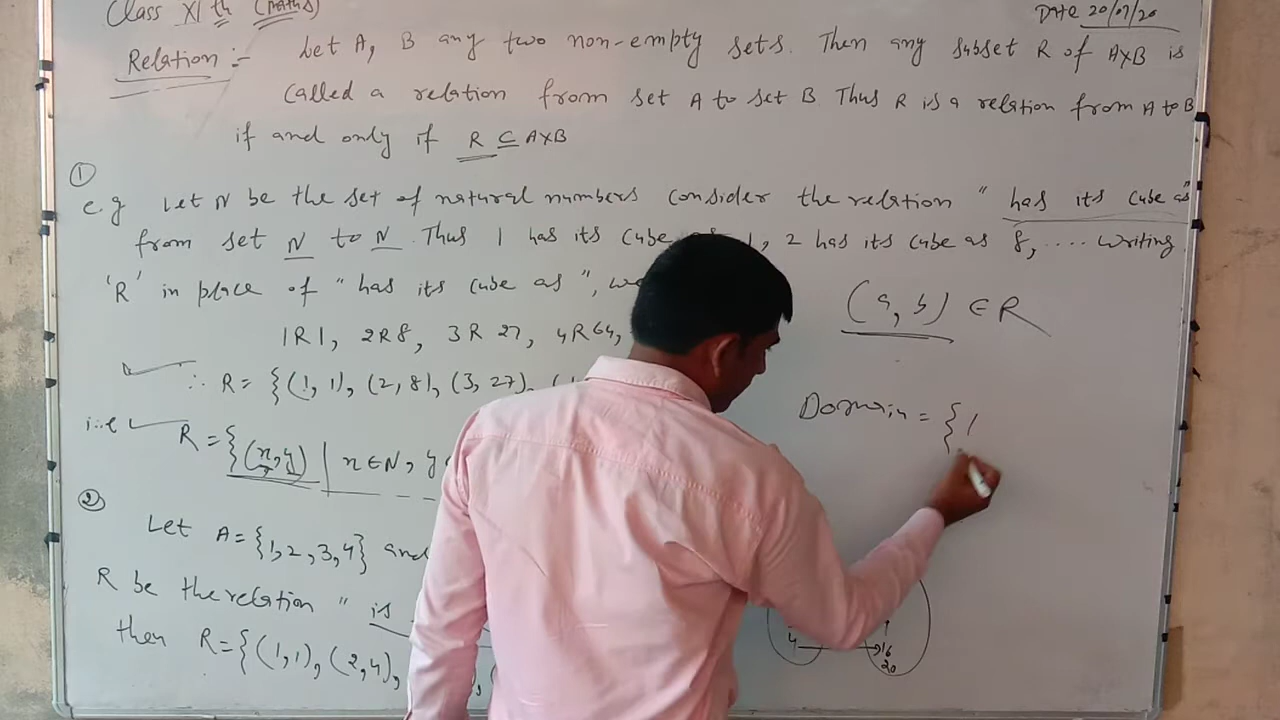 Class XIth (Maths)
Date 20/07/20
Relation :- Let A, B any two non-empty sets. Then any subset R of A×B is
called a relation from set A to set B. Thus R is a relation from A to B
if and only if R ⊆ A×B
①
e.g Let N be the set of natural numbers consider the relation "has its cube as"
from set N to N. Thus 1 has its cube 1, 2 has its cube as 8, .... writing
'R' in place of "has its cube as",
1R1, 2R8, 3R27, 4R64,
(a, b) ∈ R
∴ R = {(1, 1), (2, 8), (3, 27),
Domain = {1
i.e R = {(x, y) | x ∈ N, y
②
Let A = {1, 2, 3, 4} and
R be the relation " is
then R = {(1,1), (2,4),
4
16
20